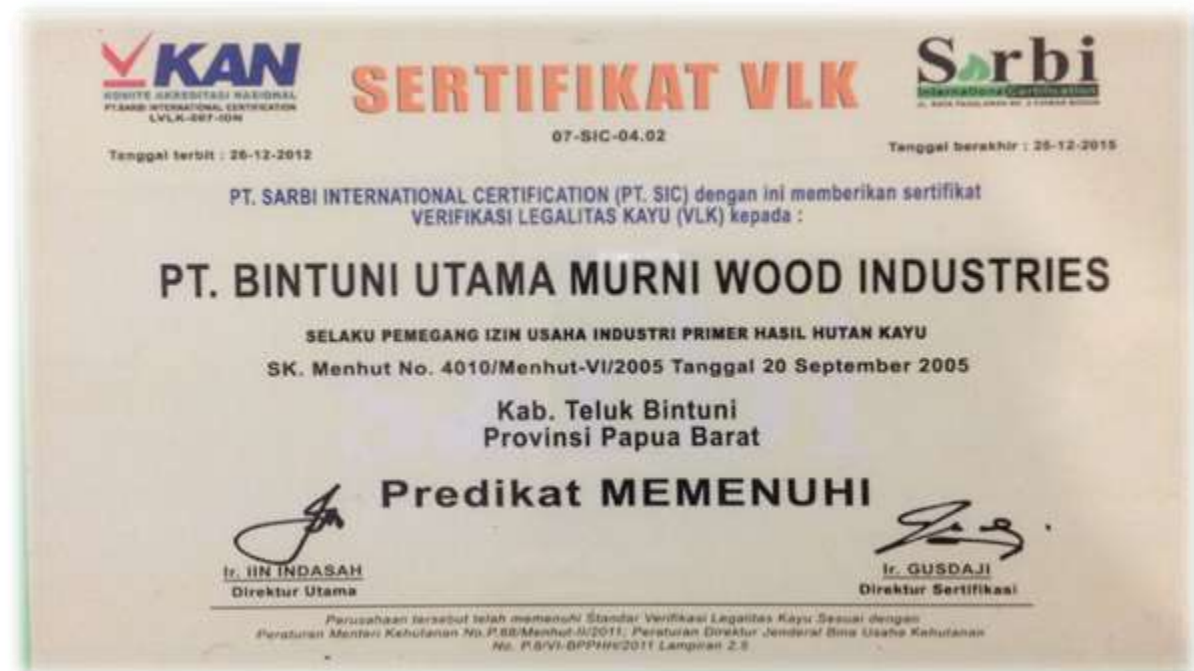 KAN
KOMITE AKREDITASI NASIONAL
PT.SARBI INTERNATIONAL CERTIFICATION
LVLK-007-IDN
SERTIFIKAT VLK
07-SIC-04.02
Sarbi
International Certification
Tanggal terbit : 26-12-2012
Tanggal berakhir : 25-12-2015
PT. SARBI INTERNATIONAL CERTIFICATION (PT. SIC) dengan ini memberikan sertifikat
VERIFIKASI LEGALITAS KAYU (VLK) kepada :
PT. BINTUNI UTAMA MURNI WOOD INDUSTRIES
SELAKU PEMEGANG IZIN USAHA INDUSTRI PRIMER HASIL HUTAN KAYU
SK. Menhut No. 4010/Menhut-VI/2005 Tanggal 20 September 2005
Kab. Teluk Bintuni
Provinsi Papua Barat
Predikat MEMENUHI
Ir. IIN INDASAH
Direktur Utama
Ir. GUSDAJI
Direktur Sertifikasi
Perusahaan tersebut telah memenuhi Standar Verifikasi Legalitas Kayu Sesuai dengan
Peraturan Menteri Kehutanan No.P.68/Menhut-II/2011; Peraturan Direktur Jenderal Bina Usaha Kehutanan
No. P.8/VI-BPPHH/2011 Lampiran 2.5